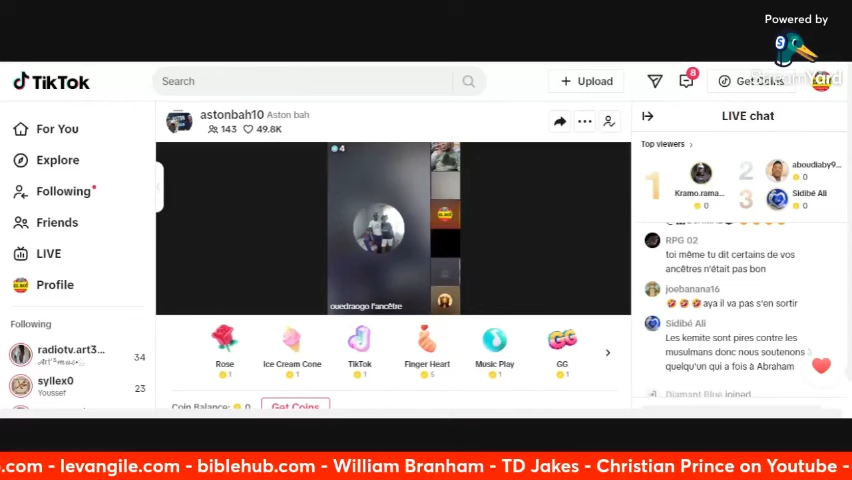 Powered by
StreamYard
TikTok
Search
Upload
8
Get Coins
For You
Explore
Following
Friends
LIVE
Profile
Following
radiotv.art3...
34
syllex0
Youssef
23
astonbah10 Aston bah
143 49.8K
4
ouedraogo l'ancêtre
Rose
1
Ice Cream Cone
1
TikTok
1
Finger Heart
5
Music Play
1
GG
1
Coin Balance: 0 Get Coins
LIVE chat
Top viewers
1
Kramo.rama...
0
2
aboudiaby9...
0
3
Sidibé Ali
0
RPG 02
toi même tu dit certains de vos
ancêtres n'était pas bon
joebanana16
aya il va pas s'en sortir
Sidibé Ali
Les kemite sont pires contre les
musulmans donc nous soutenons
quelqu'un qui a fois à Abraham
Diamant Blue joined
.com - levangile.com - biblehub.com - William Branham - TD Jakes - Christian Prince on Youtube -